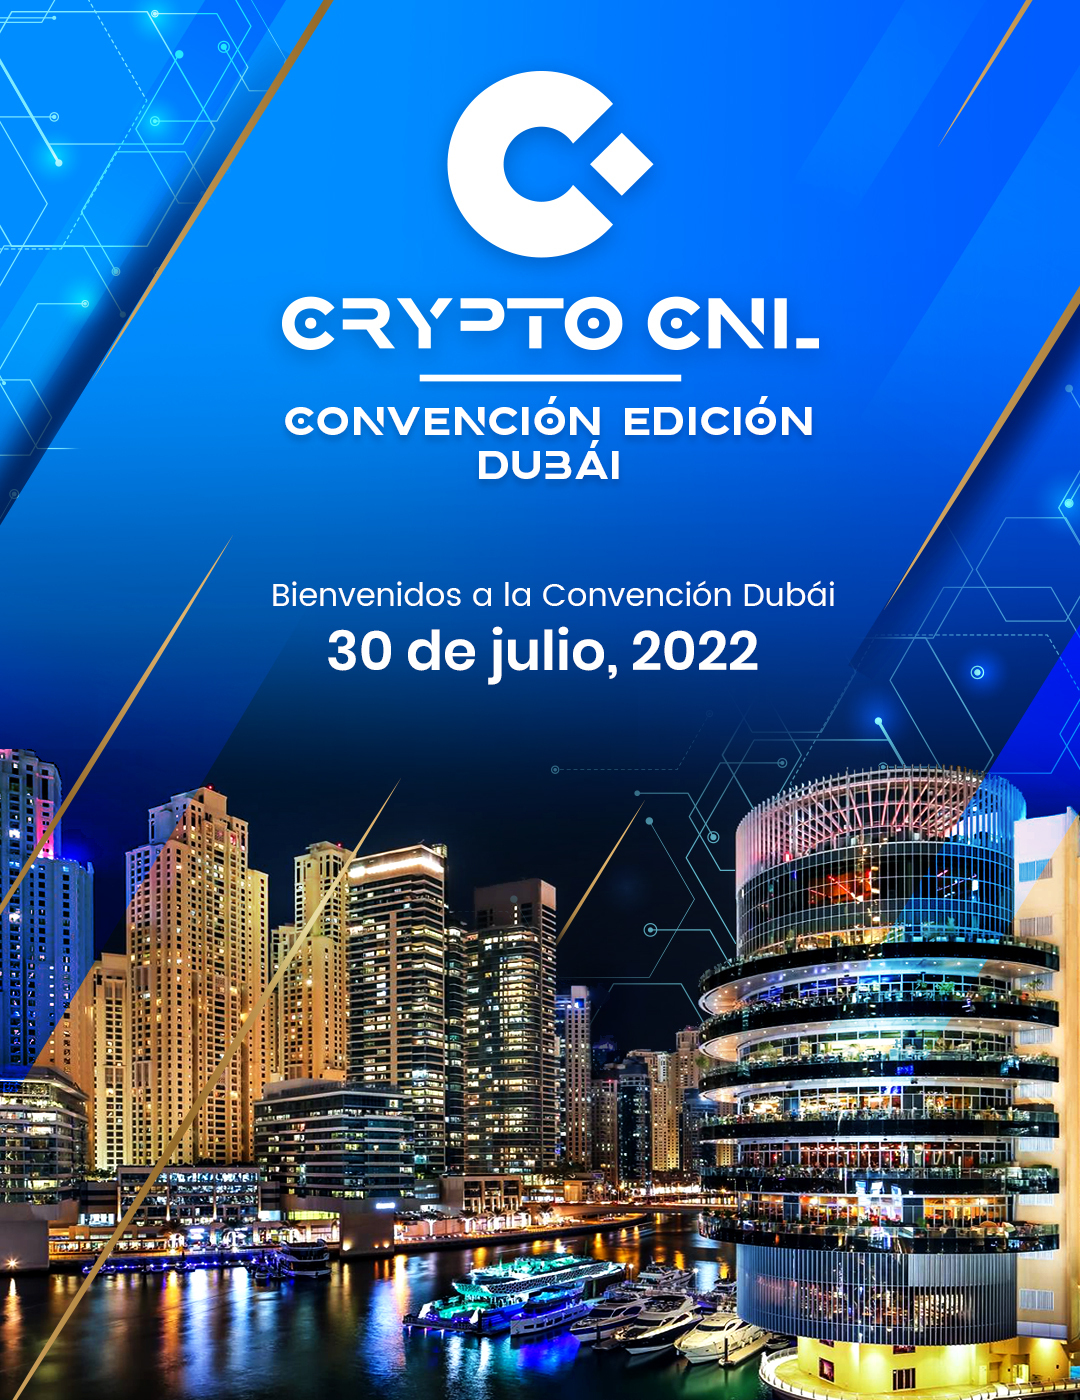 CRYPTO CNL
CONVENCIÓN EDICIÓN
DUBÁI
Bienvenidos a la Convención Dubái
30 de julio, 2022